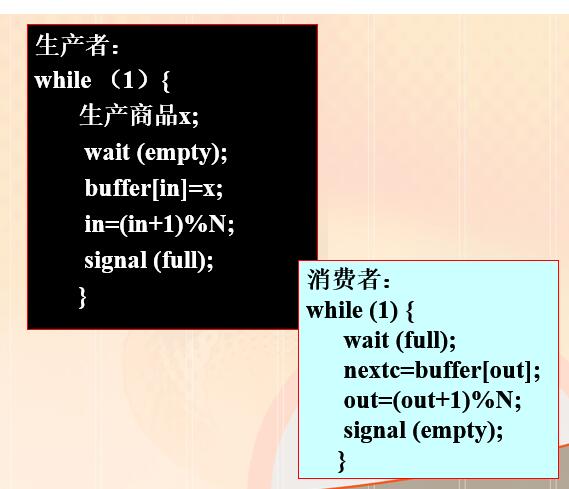 生产者：
while （1）{
生产商品x;
wait (empty);
buffer[in]=x;
in=(in+1)%N;
signal (full);
}
消费者：
while (1) {
wait (full);
nextc=buffer[out];
out=(out+1)%N;
signal (empty);
}